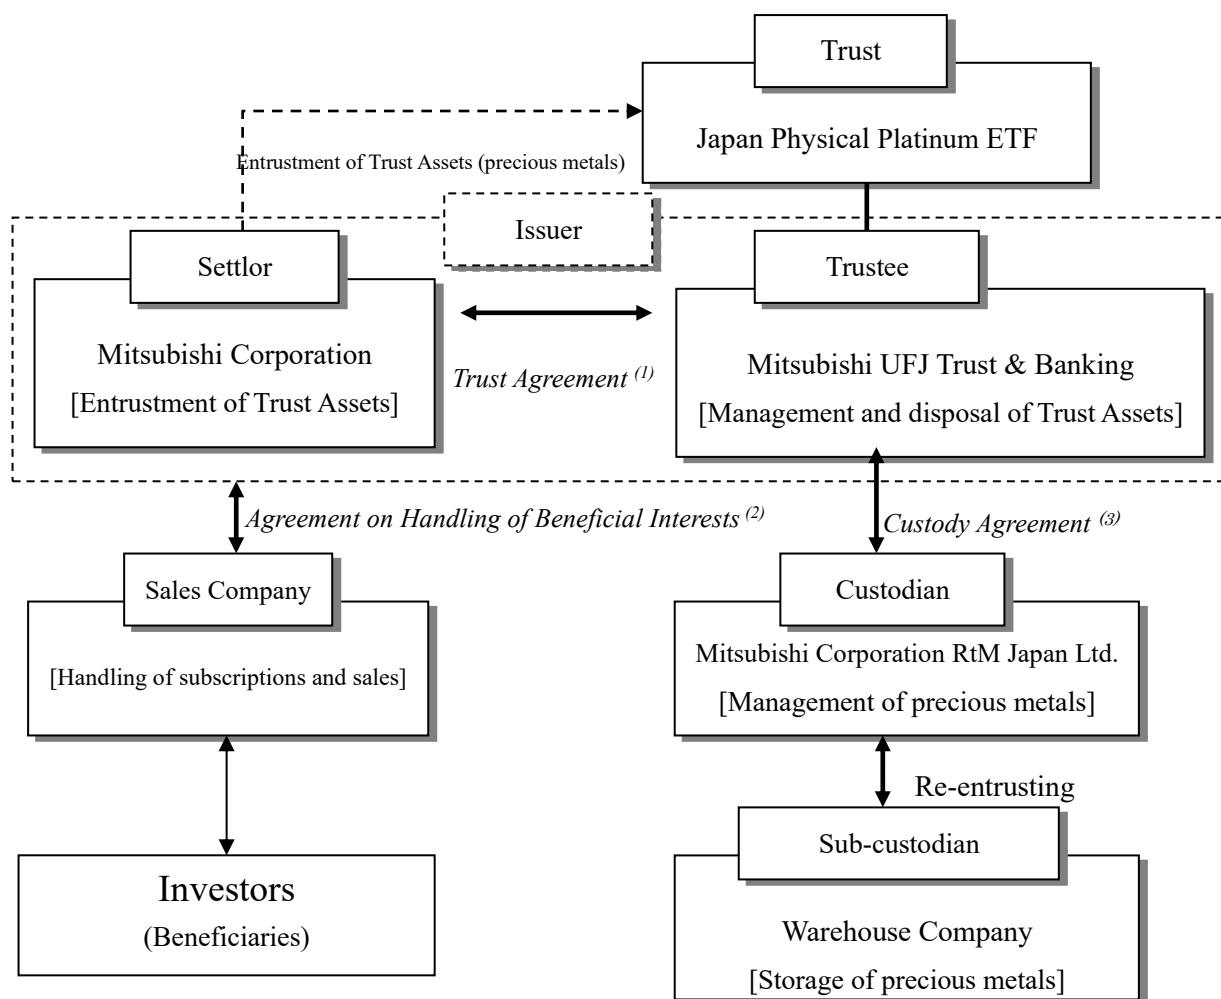 Trust
Japan Physical Platinum ETF
Entrustment of Trust Assets (precious metals)
Issuer
Settlor
Mitsubishi Corporation
[Entrustment of Trust Assets]
Trust Agreement (1)
Trustee
Mitsubishi UFJ Trust & Banking
[Management and disposal of Trust Assets]
Agreement on Handling of Beneficial Interests (2)
Custody Agreement (3)
Sales Company
[Handling of subscriptions and sales]
Custodian
Mitsubishi Corporation RtM Japan Ltd.
[Management of precious metals]
Re-entrusting
Investors
(Beneficiaries)
Sub-custodian
Warehouse Company
[Storage of precious metals]